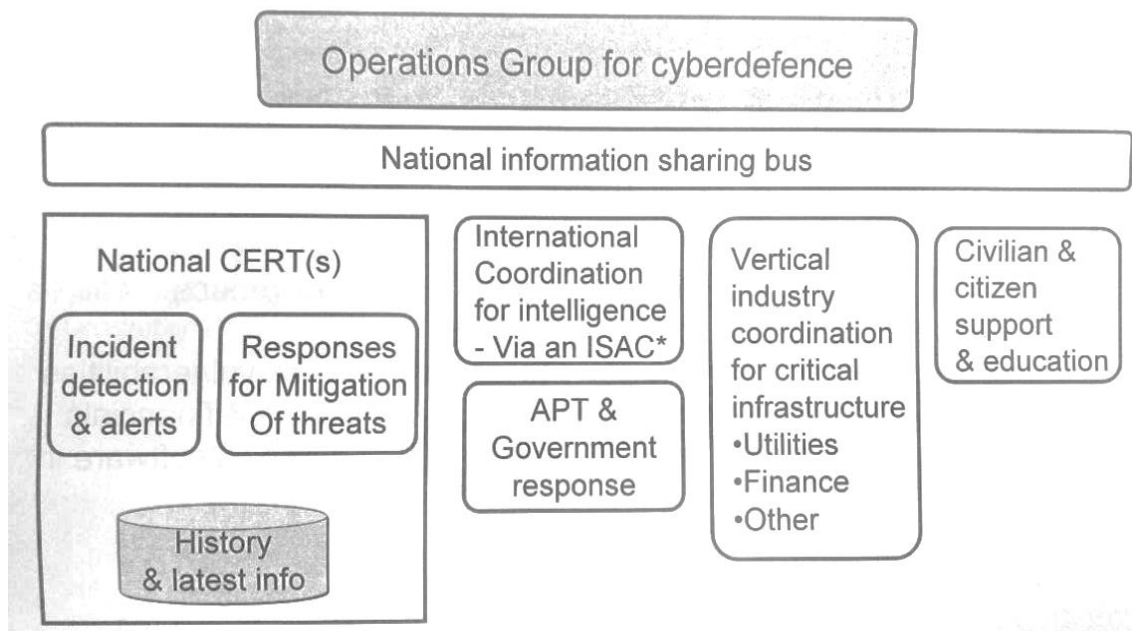 Operations Group for cyberdefence
National information sharing bus
National CERT(s)
Incident
detection
& alerts
Responses
for Mitigation
Of threats
History
& latest info
International
Coordination
for intelligence
- Via an ISAC*
APT &
Government
response
Vertical
industry
coordination
for critical
infrastructure
•Utilities
•Finance
•Other
Civilian &
citizen
support
& education